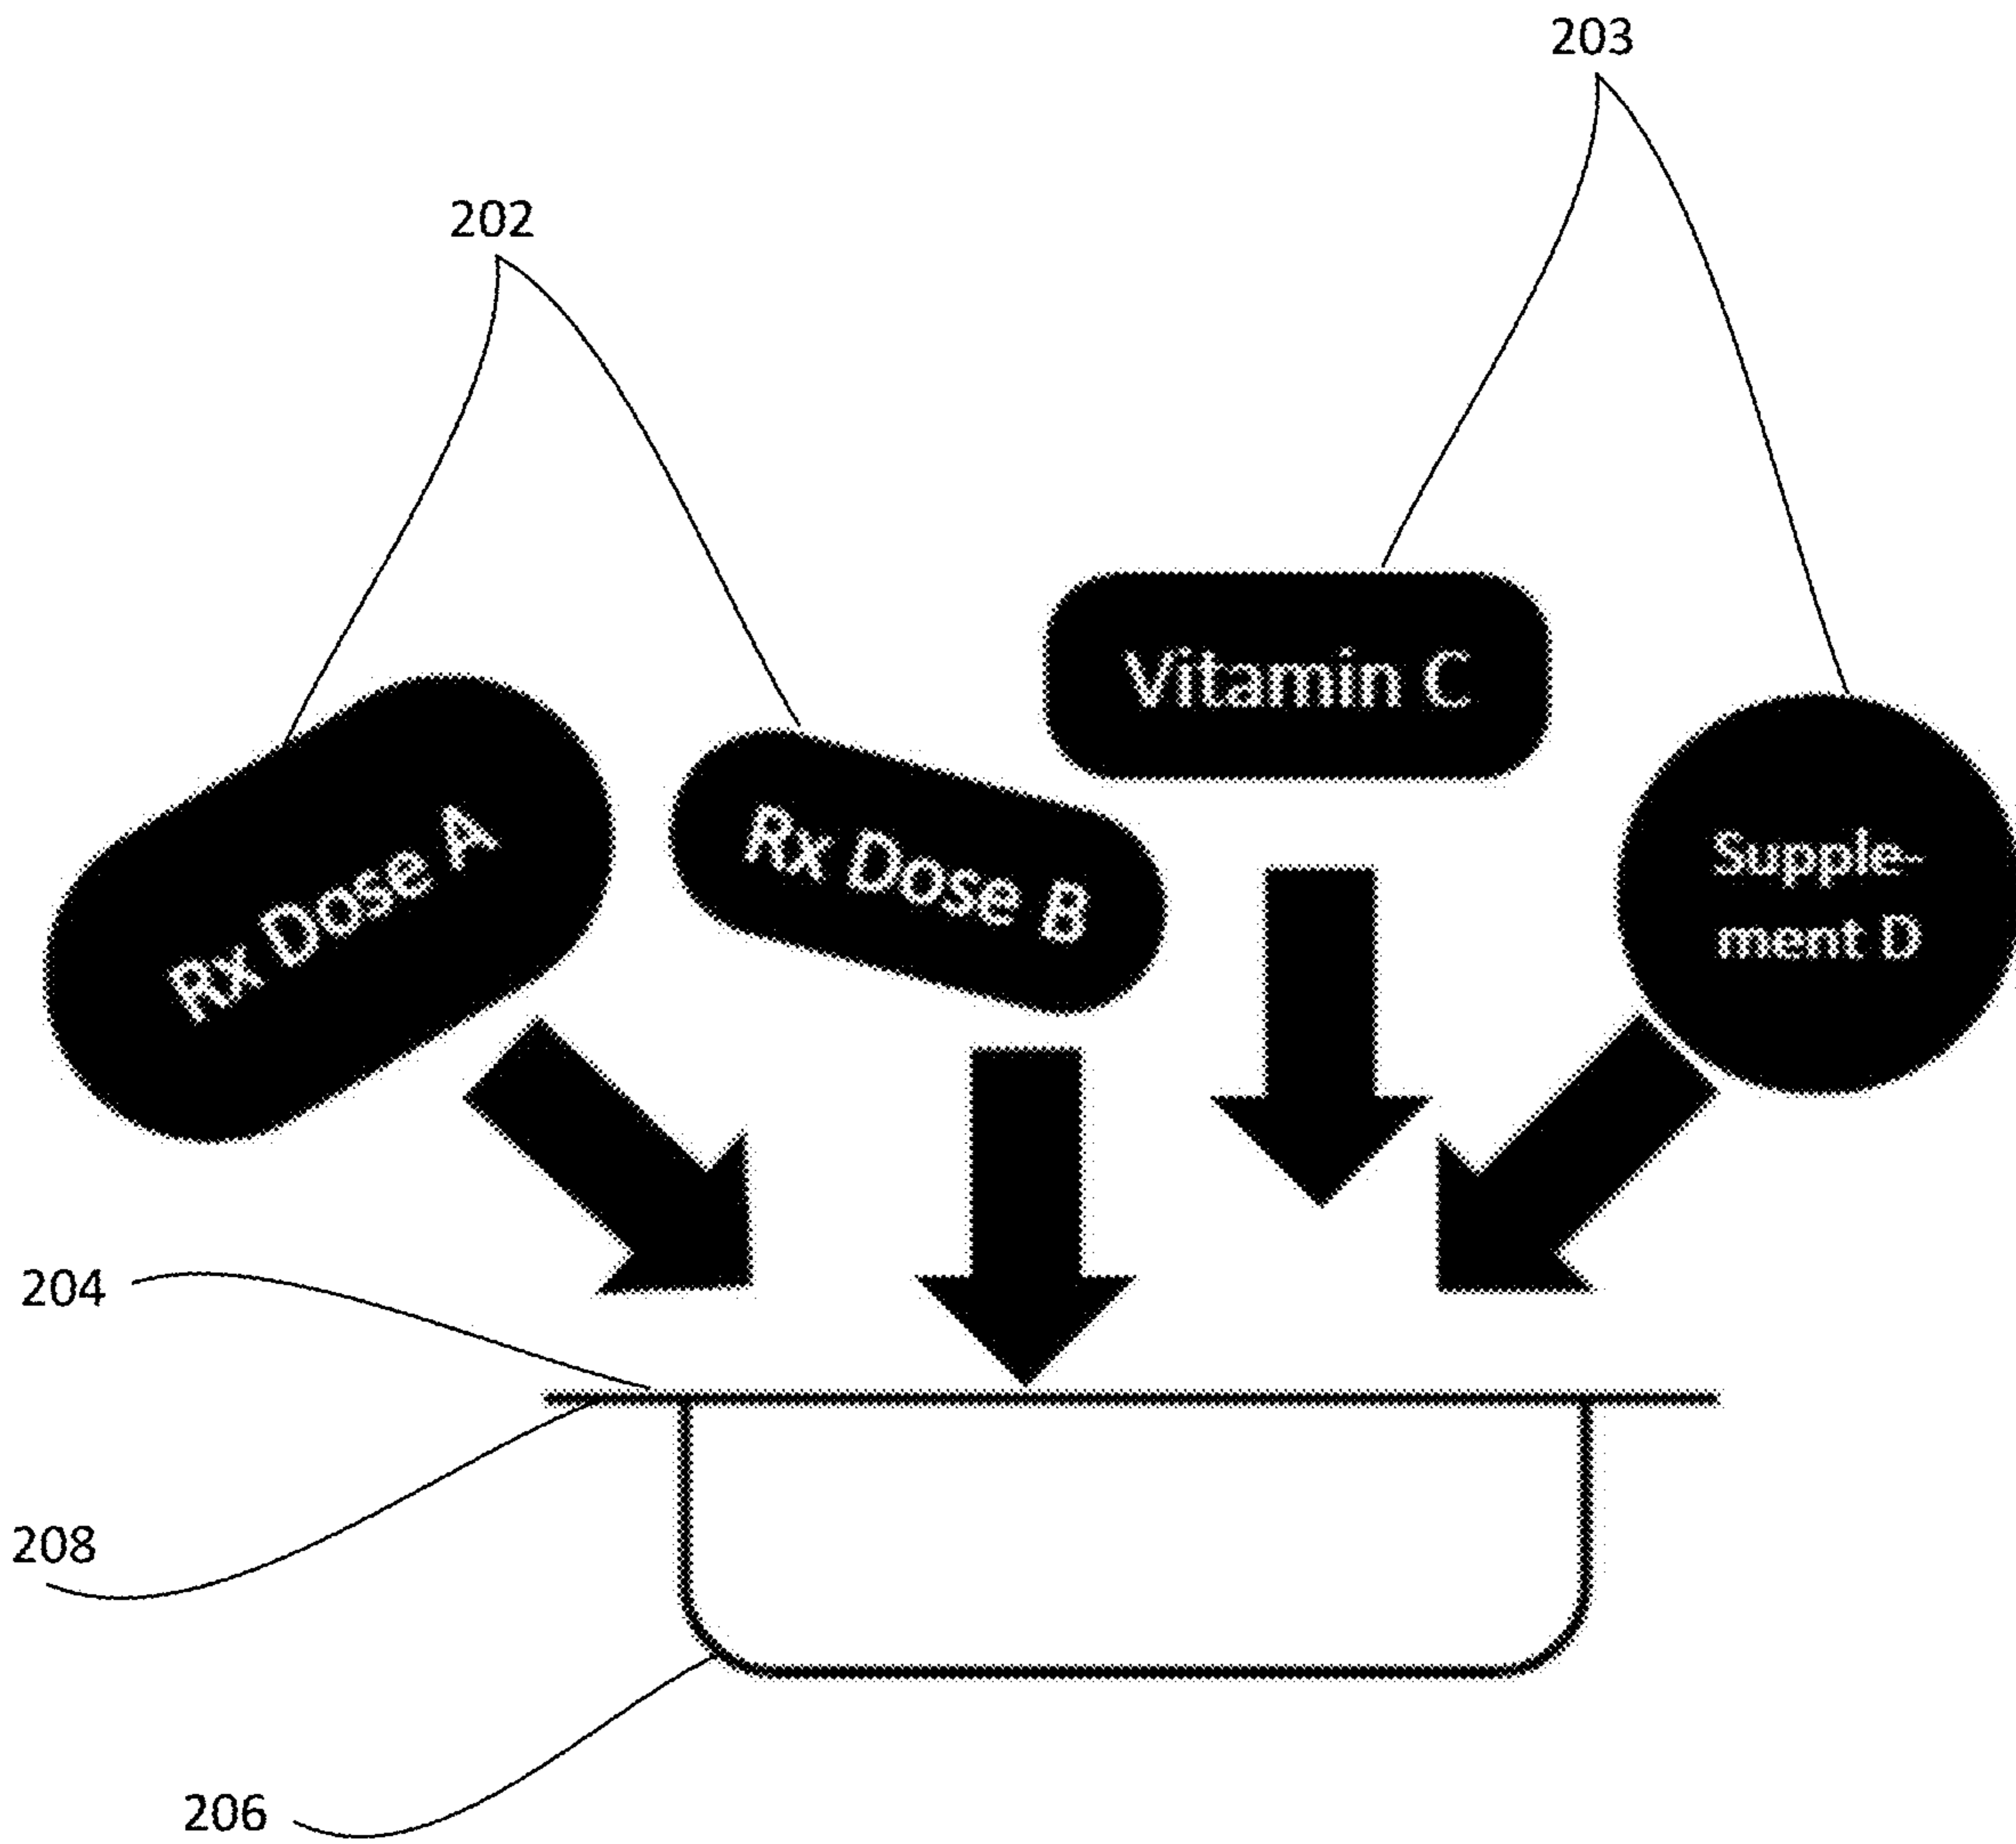 203
202
Vitamin C
Rx Dose A
Rx Dose B
Supple-
ment D
204
208
206